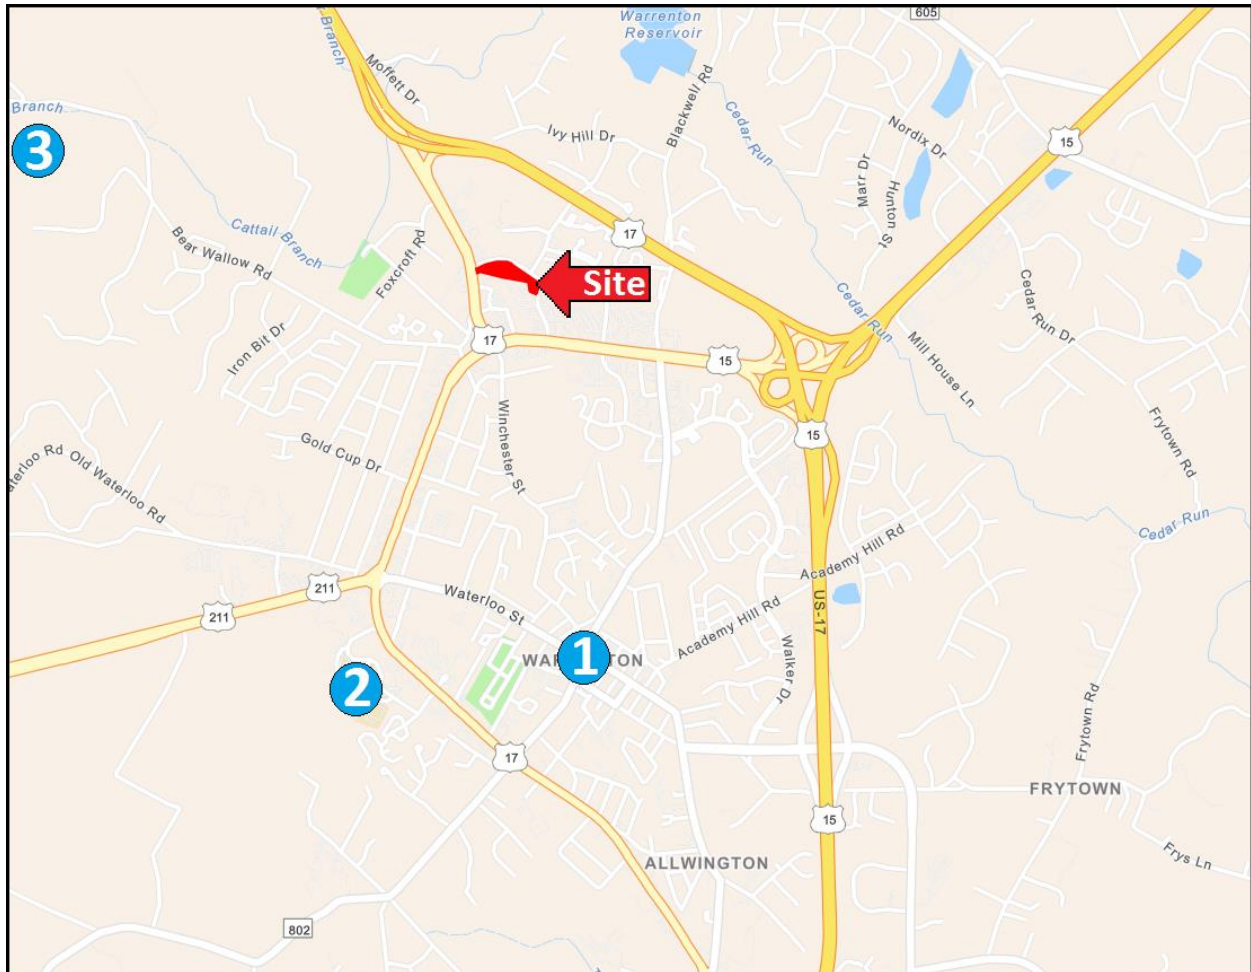 605
Warrenton
Reservoir
Moffett Dr
Branch
Branch
Ivy Hill Dr
Blackwell Rd
Cedar Run
Nordix Dr
15
3
Marr Dr
Hunton St
Cattail Branch
Bear Wallow Rd
Foxcroft Rd
17
Site
Cedar Run
Cedar Run Dr
Iron Bit Dr
17
15
Mill House Ln
Winchester St
15
Frytown Rd
Gold Cup Dr
Old Waterloo Rd
Cedar Run
Academy Hill Rd
211
211
Waterloo St
US-17
Academy Hill Rd
1
2
Walker Dr
17
Frytown Rd
FRYTOWN
15
Frys Ln
ALLWINGTON
802